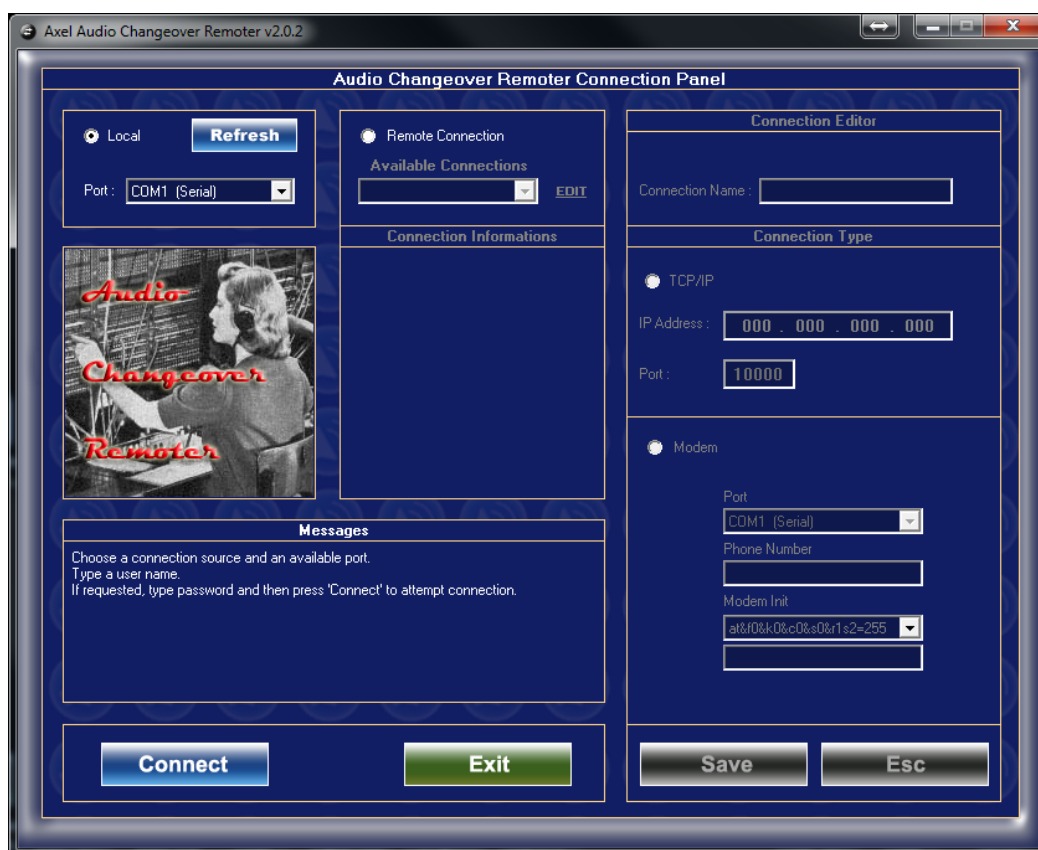 Axel Audio Changeover Remoter v2.0.2
Audio Changeover Remoter Connection Panel
Local
Refresh
Port :
COM1 (Serial)
Remote Connection
Available Connections
EDIT
Connection Informations
Audio
Changeover
Remoter
Messages
Choose a connection source and an available port.
Type a user name.
If requested, type password and then press 'Connect' to attempt connection.
Connect
Exit
Connection Editor
Connection Name :
Connection Type
TCP/IP
IP Address :
000 . 000 . 000 . 000
Port :
10000
Modem
Port
COM1 (Serial)
Phone Number
Modem Init
at&f0&k0&c0&s0&r1s2=255
Save
Esc